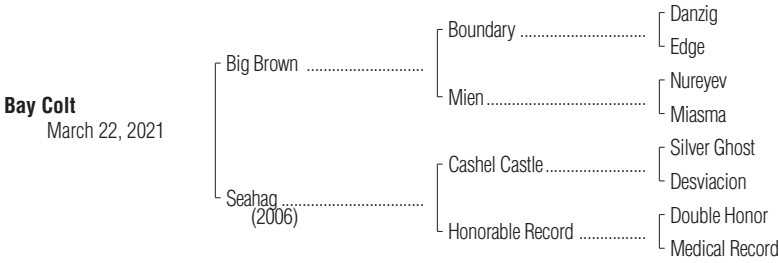 Bay Colt
March 22, 2021
Big Brown ............................
Seahag ..................................
(2006)
Boundary ..............................
Mien ......................................
Cashel Castle ........................
Honorable Record ................
Danzig
Edge
Nureyev
Miasma
Silver Ghost
Desviacion
Double Honor
Medical Record